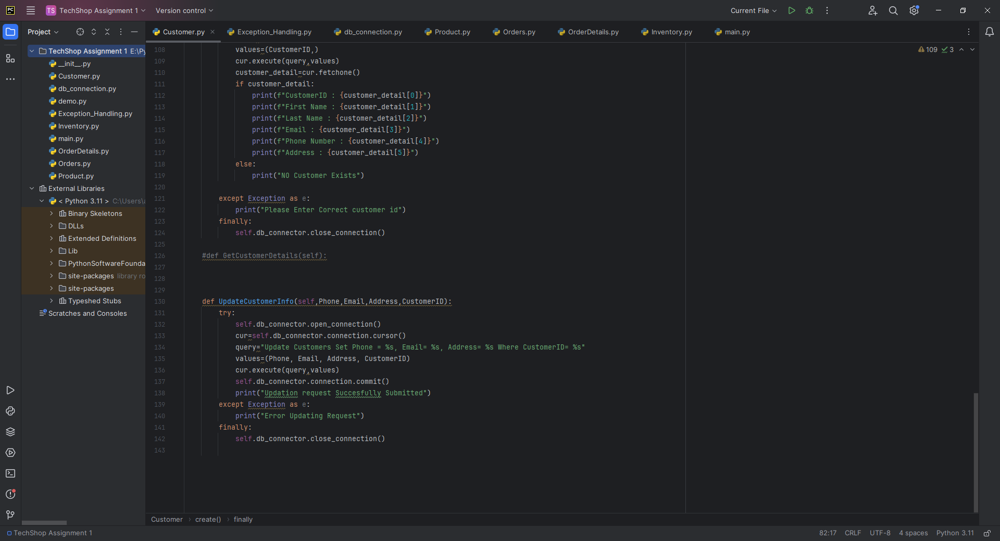 PC TS TechShop Assignment 1 Version control Current File
Project
Customer.py Exception_Handling.py db_connection.py Product.py Orders.py OrderDetails.py Inventory.py main.py
TechShop Assignment 1 E:\Py
__init__.py
Customer.py
db_connection.py
demo.py
Exception_Handling.py
Inventory.py
main.py
OrderDetails.py
Orders.py
Product.py
External Libraries
< Python 3.11 > C:\Users\a
Binary Skeletons
DLLs
Extended Definitions
Lib
PythonSoftwareFounda
site-packages library ro
site-packages
Typeshed Stubs
Scratches and Consoles
109 3
108 values=(CustomerID,)
109 cur.execute(query,values)
110 customer_detail=cur.fetchone()
111 if customer_detail:
112 print(f"CustomerID : {customer_detail[0]}")
113 print(f"First Name : {customer_detail[1]}")
114 print(f"Last Name : {customer_detail[2]}")
115 print(f"Email : {customer_detail[3]}")
116 print(f"Phone Number : {customer_detail[4]}")
117 print(f"Address : {customer_detail[5]}")
118 else:
119 print("NO Customer Exists")
120
121 except Exception as e:
122 print("Please Enter Correct customer id")
123 finally:
124 self.db_connector.close_connection()
125
126 #def GetCustomerDetails(self):
127
128
129
130 def UpdateCustomerInfo(self,Phone,Email,Address,CustomerID):
131 try:
132 self.db_connector.open_connection()
133 cur=self.db_connector.connection.cursor()
134 query="Update Customers Set Phone = %s, Email= %s, Address= %s Where CustomerID= %s"
135 values=(Phone, Email, Address, CustomerID)
136 cur.execute(query,values)
137 self.db_connector.connection.commit()
138 print("Updation request Succesfully Submitted")
139 except Exception as e:
140 print("Error Updating Request")
141 finally:
142 self.db_connector.close_connection()
143
Customer > create() > finally
TechShop Assignment 1 82:17 CRLF UTF-8 4 spaces Python 3.11